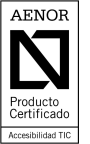 AENOR
Producto
Certificado
Accesibilidad TIC